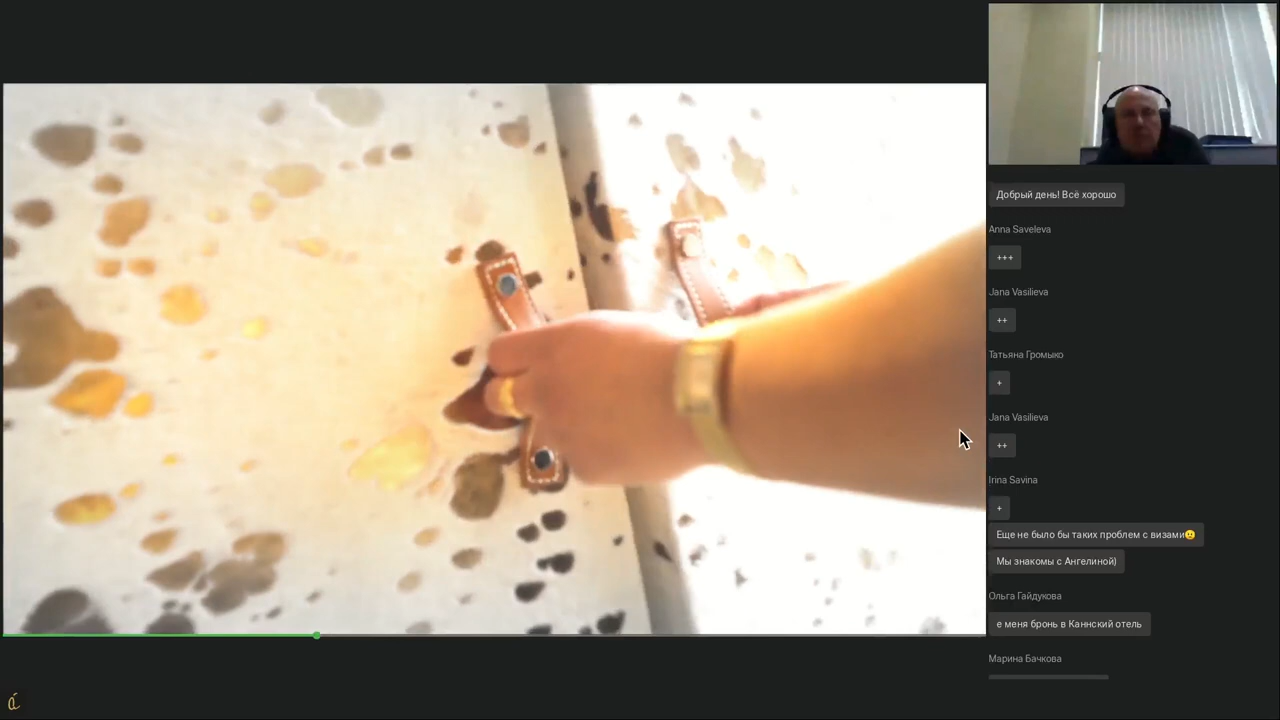 Добрый день! Всё хорошо
Anna Saveleva
+++
Jana Vasilieva
++
Татьяна Громыко
+
Jana Vasilieva
++
Irina Savina
+
Еще не было бы таких проблем с визами🤨
Мы знакомы с Ангелиной)
Ольга Гайдукова
е меня бронь в Каннский отель
Марина Бачкова
á